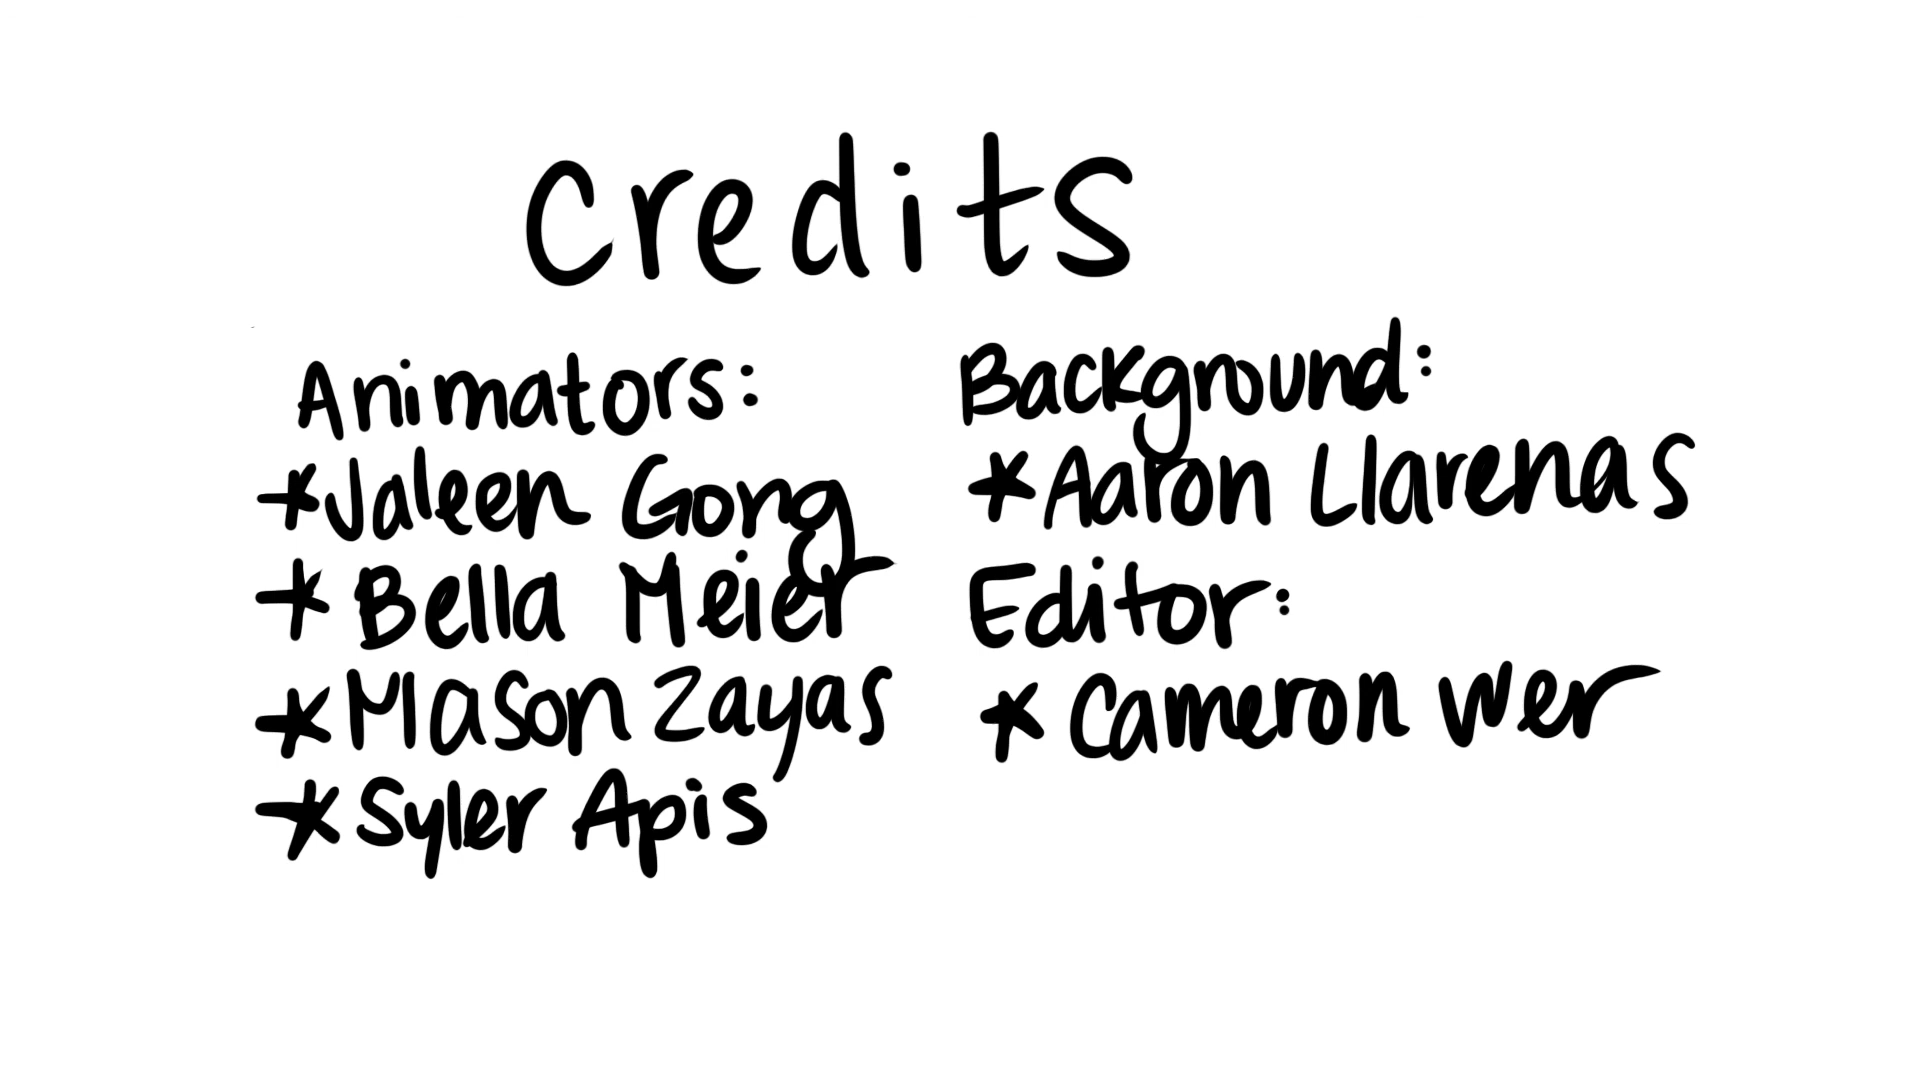 Credits
Animators:
*Jaleen Gong
*Bella Meier
*Mason Zayas
*Syler Apis
Background:
*Aaron Llarenas
Editor:
*Cameron Wer